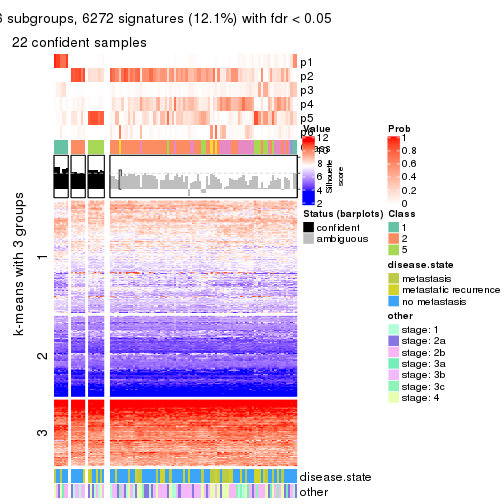 6 subgroups, 6272 signatures (12.1%) with fdr < 0.05
22 confident samples
p1
p2
p3
p4
p5
k-means with 3 groups
1
2
3
Value
12
10
8
6
4
2
Silhouette
score
Prob
1
0.8
0.6
0.4
0.2
0
Status (barplots)
confident
ambiguous
Class
1
2
5
disease.state
metastasis
metastatic recurrence
no metastasis
other
stage: 1
stage: 2a
stage: 2b
stage: 3a
stage: 3b
stage: 3c
stage: 4
disease.state
other